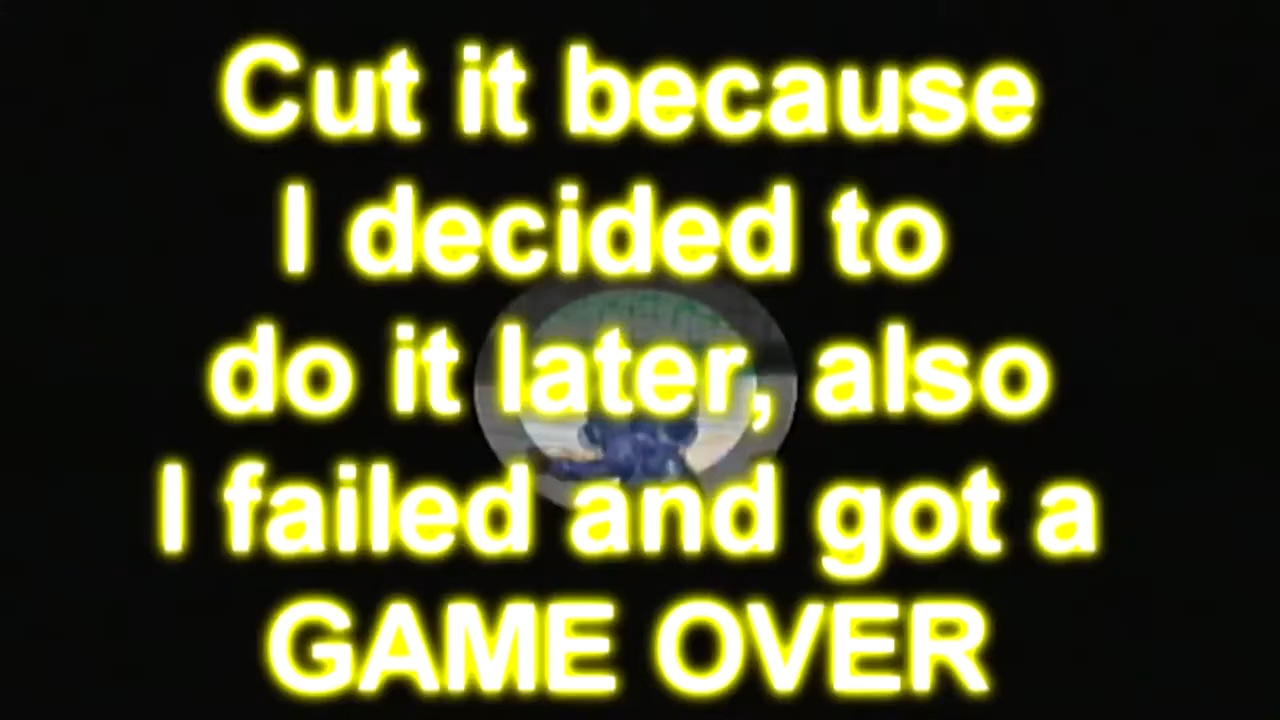 Cut it because
I decided to
do it later, also
I failed and got a
GAME OVER